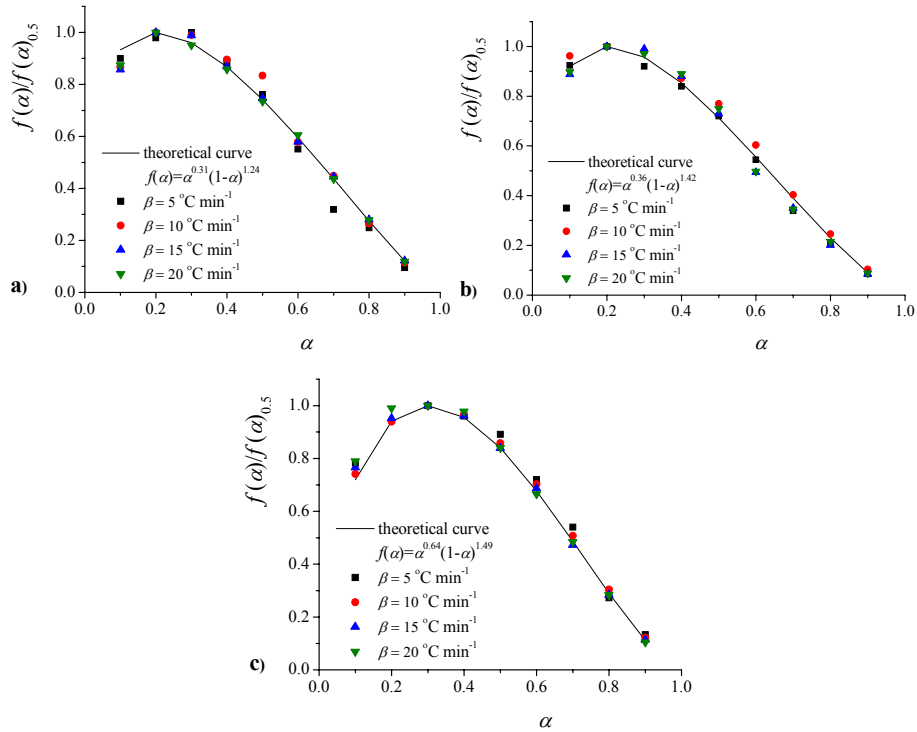 f(α)/f(α)0.5
1.0
0.8
0.6
0.4
0.2
0.0
theoretical curve
f(α)=α^0.31(1-α)^1.24
β = 5 °C min^-1
β = 10 °C min^-1
β = 15 °C min^-1
β = 20 °C min^-1
a)
0.0 0.2 0.4 0.6 0.8 1.0
α
f(α)/f(α)0.5
1.0
0.8
0.6
0.4
0.2
0.0
theoretical curve
f(α)=α^0.36(1-α)^1.42
β = 5 °C min^-1
β = 10 °C min^-1
β = 15 °C min^-1
β = 20 °C min^-1
b)
0.0 0.2 0.4 0.6 0.8 1.0
α
f(α)/f(α)0.5
1.0
0.8
0.6
0.4
0.2
0.0
theoretical curve
f(α)=α^0.64(1-α)^1.49
β = 5 °C min^-1
β = 10 °C min^-1
β = 15 °C min^-1
β = 20 °C min^-1
c)
0.0 0.2 0.4 0.6 0.8 1.0
α